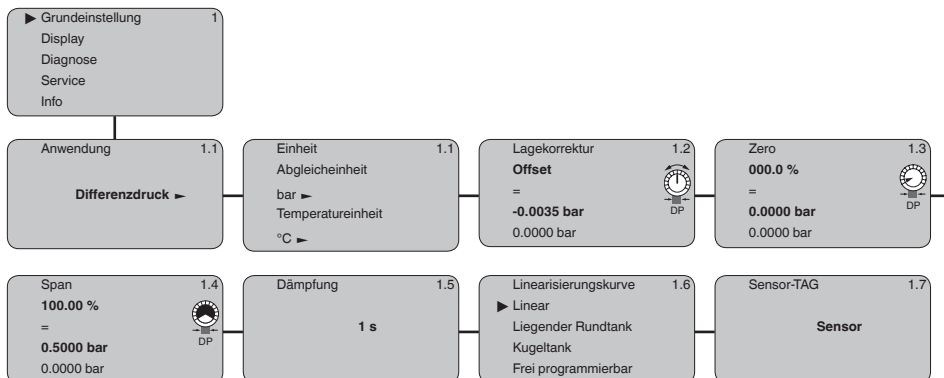 Grundeinstellung 1
Display
Diagnose
Service
Info
Anwendung 1.1
Differenzdruck ►
Einheit 1.1
Abgleicheinheit
bar ►
Temperatureinheit
°C ►
Lagekorrektur 1.2
Offset
=
-0.0035 bar
0.0000 bar
DP
Zero 1.3
000.0 %
=
0.0000 bar
0.0000 bar
DP
Span 1.4
100.00 %
=
0.5000 bar
0.0000 bar
DP
Dämpfung 1.5
1 s
Linearisierungskurve 1.6
Linear
Liegender Rundtank
Kugeltank
Frei programmierbar
Sensor-TAG 1.7
Sensor